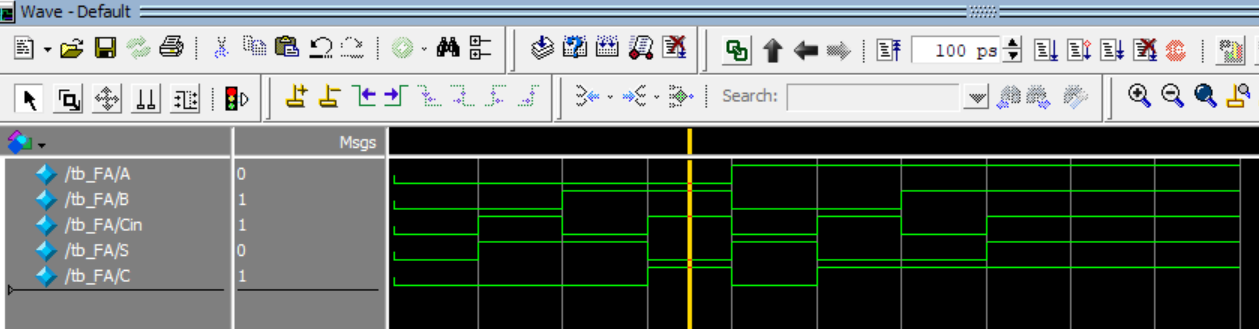 Wave - Default
100 ps
Search:
Msgs
/tb_FA/A 0
/tb_FA/B 1
/tb_FA/Cin 1
/tb_FA/S 0
/tb_FA/C 1